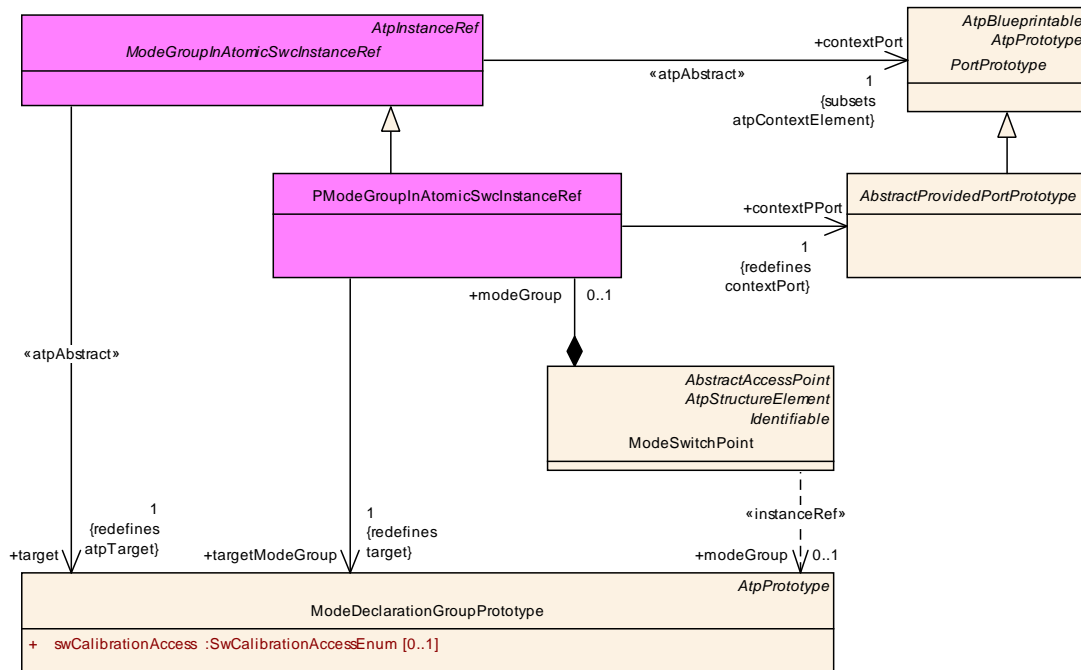 AtpInstanceRef
ModeGroupInAtomicSwcInstanceRef
AtpBlueprintable
AtpPrototype
PortPrototype
+contextPort
«atpAbstract»
1
{subsets
atpContextElement}
PModeGroupInAtomicSwcInstanceRef
AbstractProvidedPortPrototype
+contextPPort
1
{redefines
contextPort}
+modeGroup
0..1
«atpAbstract»
AbstractAccessPoint
AtpStructureElement
Identifiable
ModeSwitchPoint
1
{redefines
atpTarget}
+target
1
{redefines
target}
+targetModeGroup
«instanceRef»
+modeGroup
0..1
AtpPrototype
ModeDeclarationGroupPrototype
+ swCalibrationAccess :SwCalibrationAccessEnum [0..1]